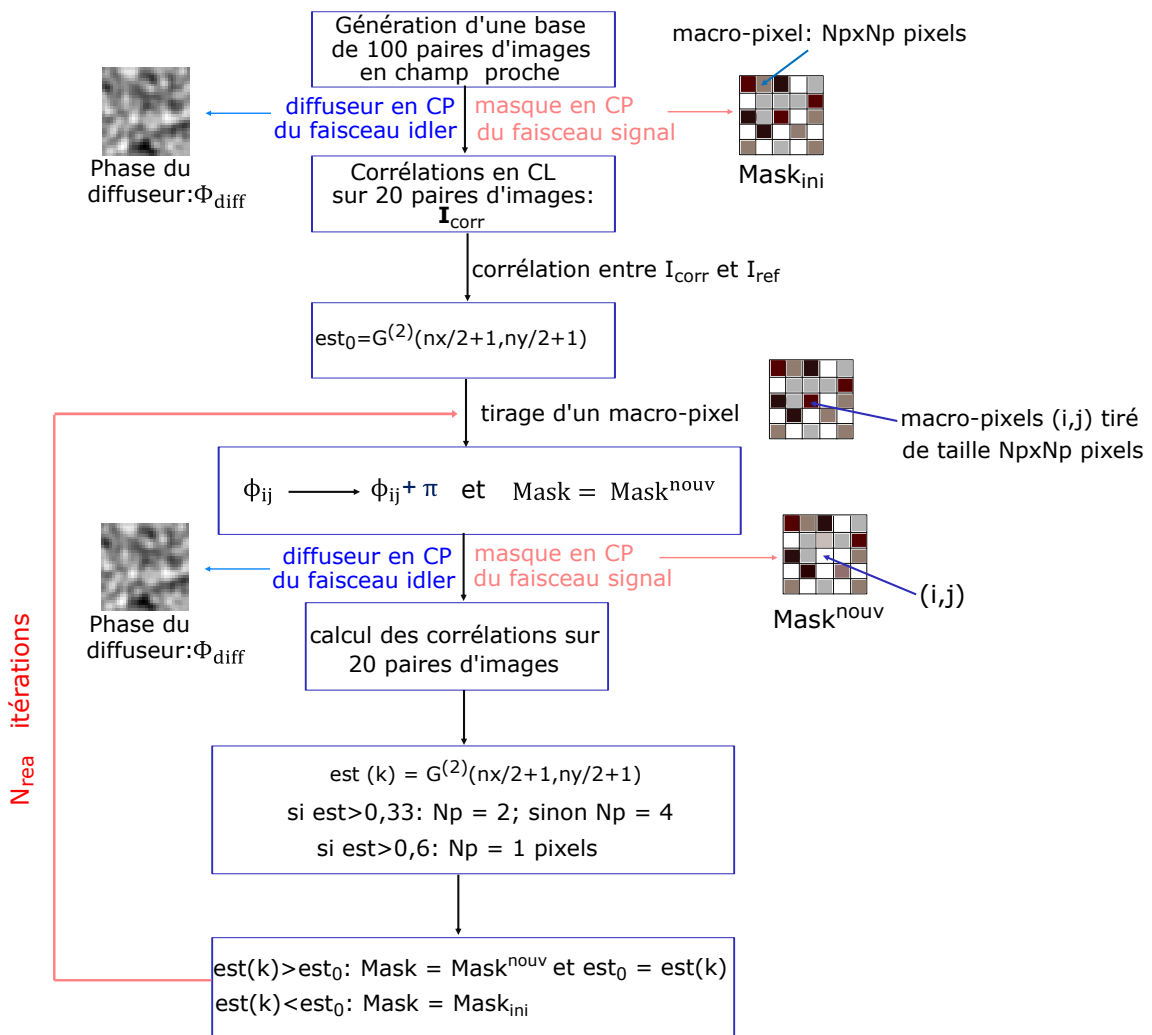 Génération d'une base
de 100 paires d'images
en champ proche
macro-pixel: NpxNp pixels
diffuseur en CP
du faisceau idler
masque en CP
du faisceau signal
Phase du
diffuseur:Φdiff
Maskini
Corrélations en CL
sur 20 paires d'images:
Icorr
corrélation entre Icorr et Iref
est0=G(2)(nx/2+1,ny/2+1)
tirage d'un macro-pixel
macro-pixels (i,j) tiré
de taille NpxNp pixels
ϕij ⟶ ϕij+ π et Mask = Masknouv
diffuseur en CP
du faisceau idler
masque en CP
du faisceau signal
Phase du
diffuseur:Φdiff
(i,j)
Masknouv
calcul des corrélations sur
20 paires d'images
Nrea itérations
est (k) = G(2)(nx/2+1,ny/2+1)
si est>0,33: Np = 2; sinon Np = 4
si est>0,6: Np = 1 pixels
est(k)>est0: Mask = Masknouv et est0 = est(k)
est(k)<est0: Mask = Maskini